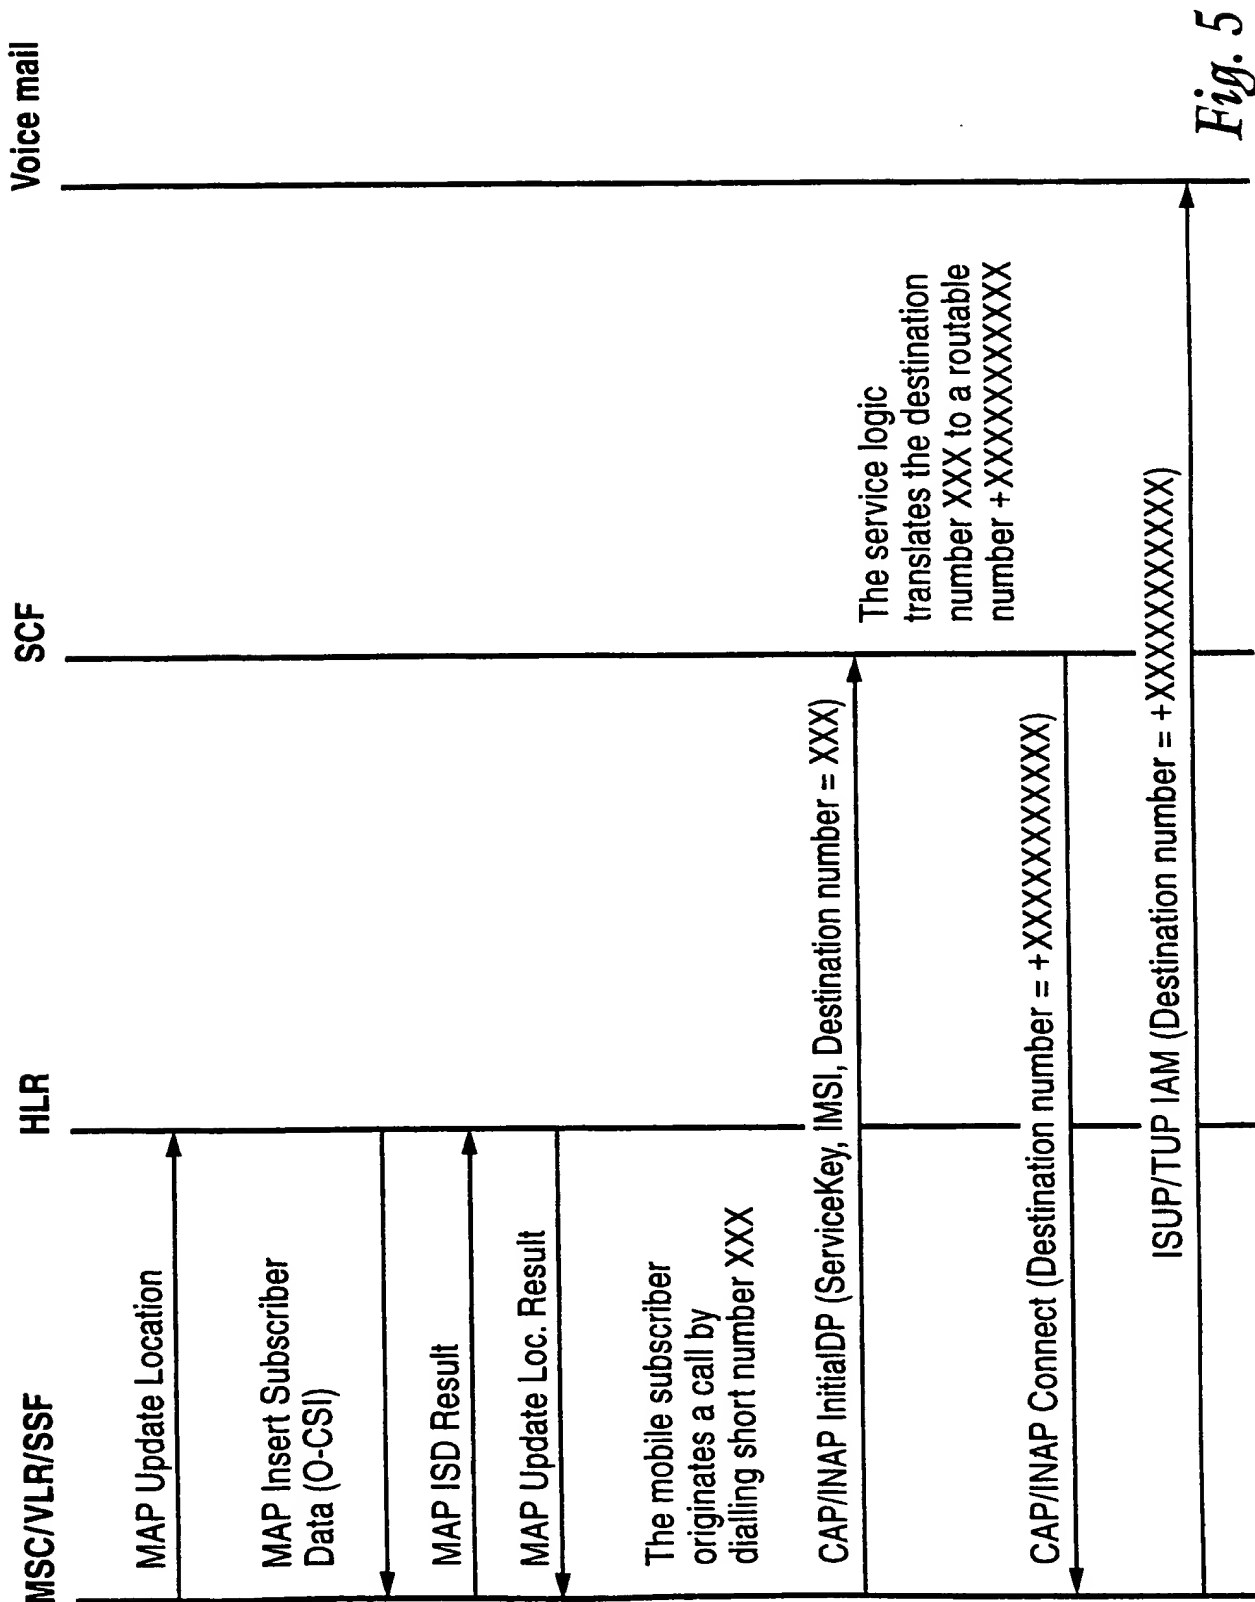 MSC/VLR/SSF
HLR
SCF
Voice mail
MAP Update Location
MAP Insert Subscriber
Data (O-CSI)
MAP ISD Result
MAP Update Loc. Result
The mobile subscriber
originates a call by
dialling short number XXX
CAP/INAP InitialDP (ServiceKey, IMSI, Destination number = XXX)
The service logic
translates the destination
number XXX to a routable
number +XXXXXXXXXX
CAP/INAP Connect (Destination number = +XXXXXXXXXX)
ISUP/TUP IAM (Destination number = +XXXXXXXXXX)
Fig. 5